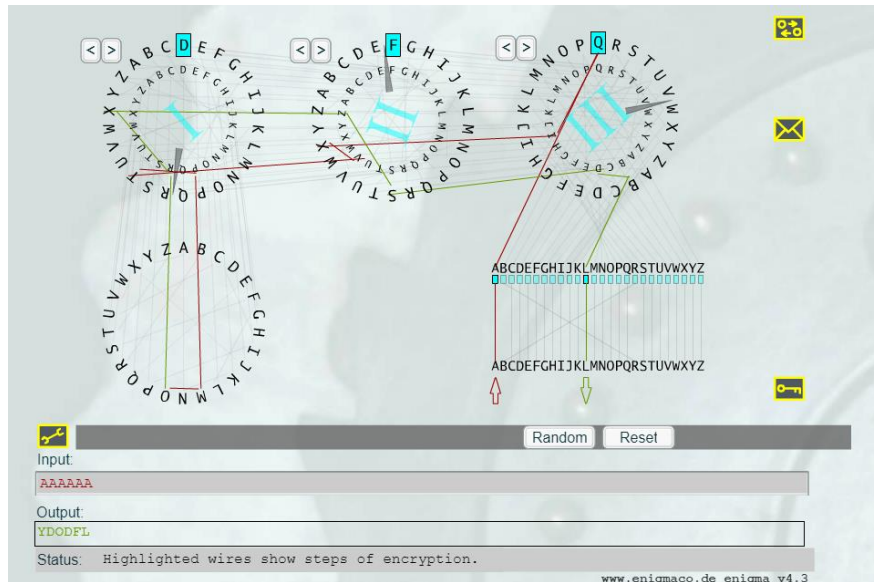 < > < > < >
A B C D E F G H I J K L M N O P Q R S T U V W X Y Z
A B C D E F G H I J K L M N O P Q R S T U V W X Y Z
I
A B C D E F G H I J K L M N O P Q R S T U V W X Y Z
A B C D E F G H I J K L M N O P Q R S T U V W X Y Z
II
A B C D E F G H I J K L M N O P Q R S T U V W X Y Z
A B C D E F G H I J K L M N O P Q R S T U V W X Y Z
III
A B C D E F G H I J K L M N O P Q R S T U V W X Y Z
ABCDEFGHIJKLMNOPQRSTUVWXYZ
ABCDEFGHIJKLMNOPQRSTUVWXYZ
Random Reset
Input:
AAAAAA
Output:
YDODFL
Status: Highlighted wires show steps of encryption.
www.enigmaco.de enigma v4.3